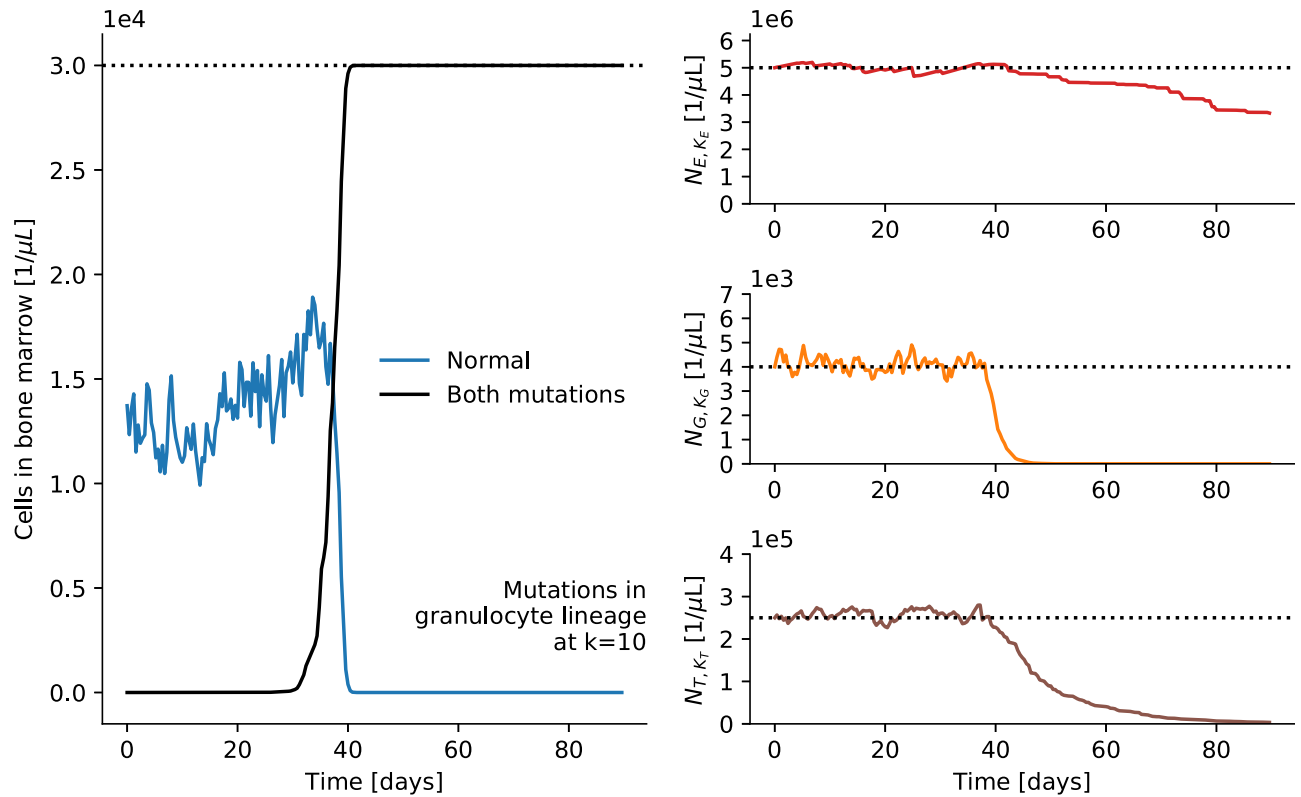 1e4
Cells in bone marrow [1/μL]
3.0
2.5
2.0
1.5
1.0
0.5
0.0
Normal
Both mutations
Mutations in
granulocyte lineage
at k=10
0 20 40 60 80
Time [days]
1e6
N_{E,K_E} [1/μL]
6
5
4
3
2
1
0
0 20 40 60 80
1e3
N_{G,K_G} [1/μL]
7
6
5
4
3
2
1
0
0 20 40 60 80
1e5
N_{T,K_T} [1/μL]
4
3
2
1
0
0 20 40 60 80
Time [days]